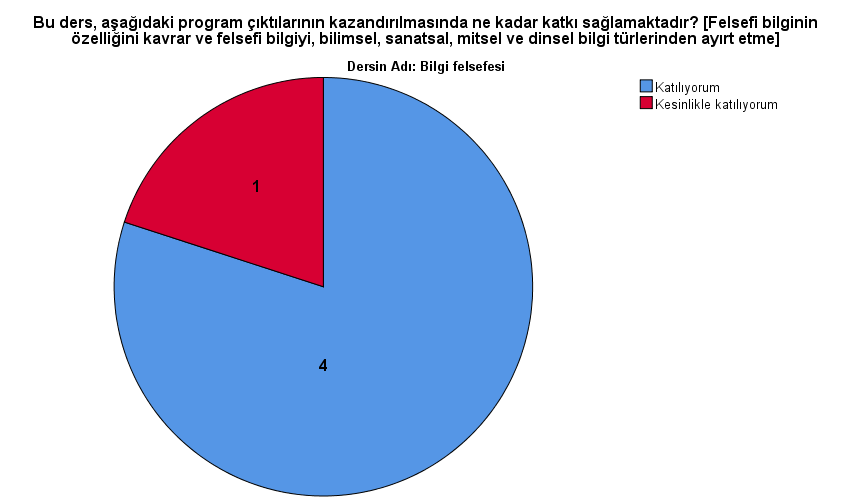 Bu ders, aşağıdaki program çıktılarının kazandırılmasında ne kadar katkı sağlamaktadır? [Felsefi bilginin
özelliğini kavrar ve felsefi bilgiyi, bilimsel, sanatsal, mitsel ve dinsel bilgi türlerinden ayırt etme]
Dersin Adı: Bilgi felsefesi
Katılıyorum
Kesinlikle katılıyorum
1
4